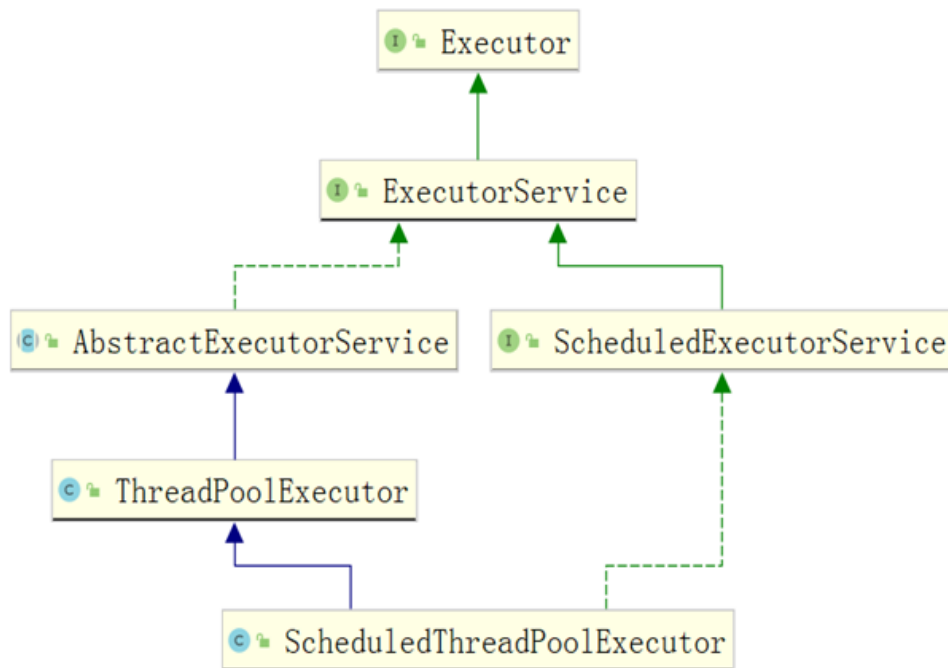 I Executor
I ExecutorService
C AbstractExecutorService
I ScheduledExecutorService
C ThreadPoolExecutor
C ScheduledThreadPoolExecutor